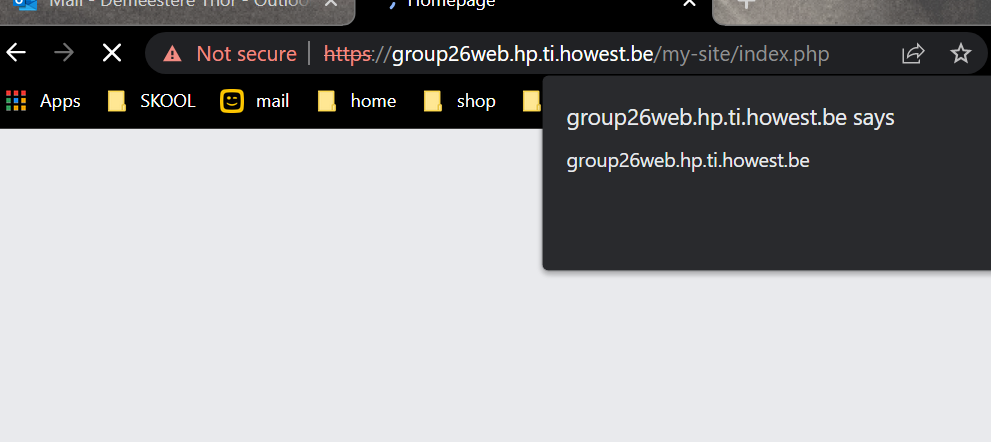 Mail - Demeestere Thor - Outloo
Homepage
Not secure
https://group26web.hp.ti.howest.be/my-site/index.php
Apps
SKOOL
mail
home
shop
group26web.hp.ti.howest.be says
group26web.hp.ti.howest.be